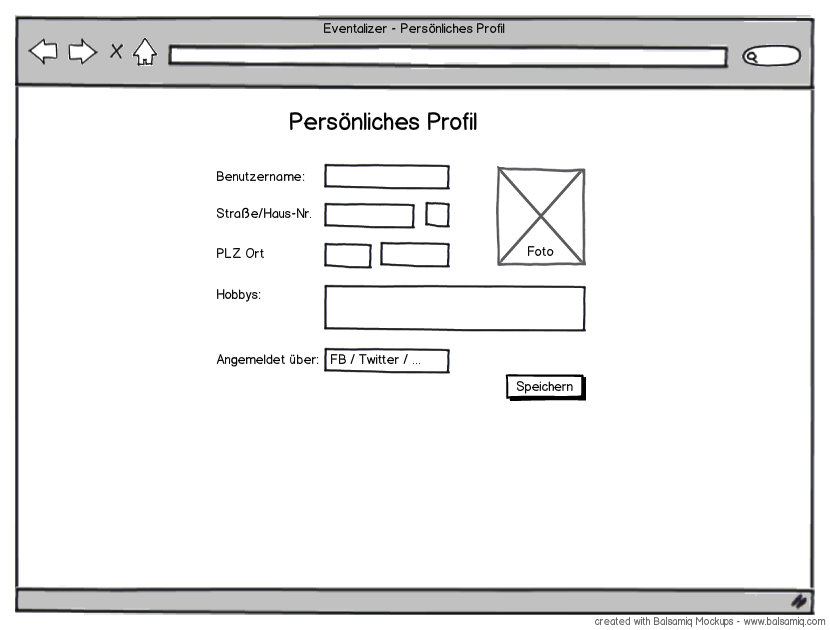 Eventalizer - Persönliches Profil
Persönliches Profil
Benutzername:
Straße/Haus-Nr.
PLZ Ort
Foto
Hobbys:
Angemeldet über: FB / Twitter / ...
Speichern
created with Balsamiq Mockups - www.balsamiq.com